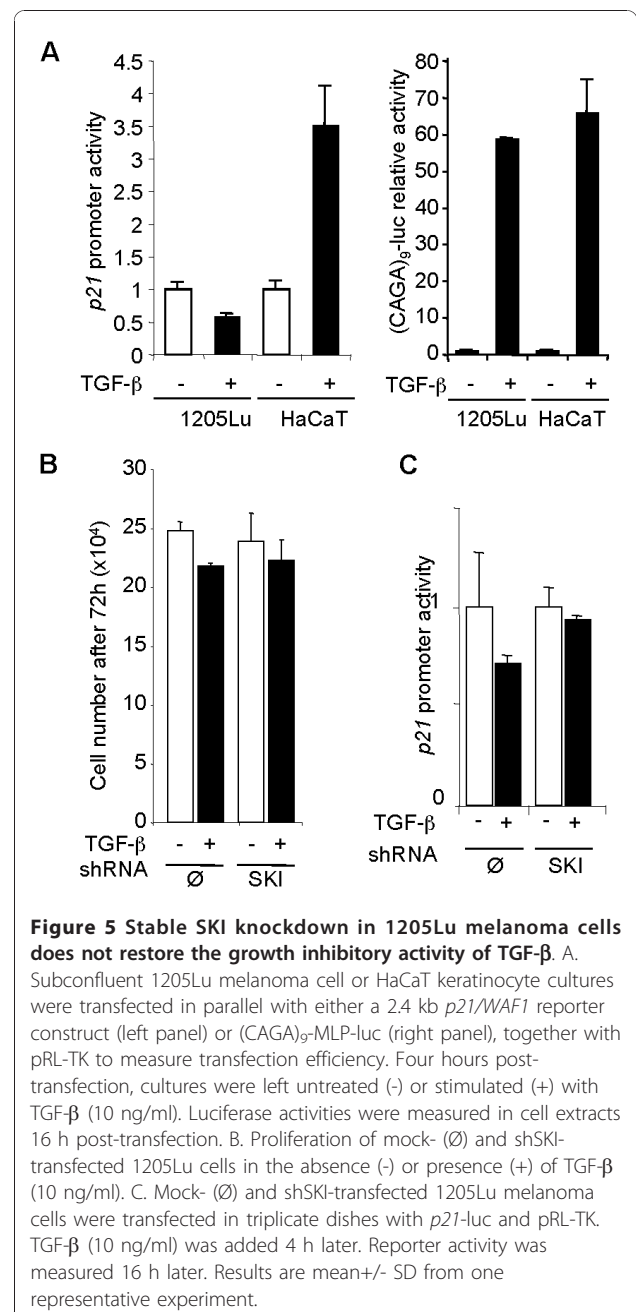 A
p21 promoter activity
4.5
4
3.5
3
2.5
2
1.5
1
0.5
0
TGF-β - + - +
1205Lu HaCaT
(CAGA)9-luc relative activity
80
70
60
50
40
30
20
10
0
TGF-β - + - +
1205Lu HaCaT
B
Cell number after 72h (x10⁴)
30
25
20
15
10
5
0
TGF-β - + - +
shRNA Ø SKI
C
p21 promoter activity
1
0
TGF-β - + - +
shRNA Ø SKI
Figure 5 Stable SKI knockdown in 1205Lu melanoma cells
does not restore the growth inhibitory activity of TGF-β. A.
Subconfluent 1205Lu melanoma cell or HaCaT keratinocyte cultures
were transfected in parallel with either a 2.4 kb p21/WAF1 reporter
construct (left panel) or (CAGA)9-MLP-luc (right panel), together with
pRL-TK to measure transfection efficiency. Four hours post-
transfection, cultures were left untreated (-) or stimulated (+) with
TGF-β (10 ng/ml). Luciferase activities were measured in cell extracts
16 h post-transfection. B. Proliferation of mock- (Ø) and shSKI-
transfected 1205Lu cells in the absence (-) or presence (+) of TGF-β
(10 ng/ml). C. Mock- (Ø) and shSKI-transfected 1205Lu melanoma
cells were transfected in triplicate dishes with p21-luc and pRL-TK.
TGF-β (10 ng/ml) was added 4 h later. Reporter activity was
measured 16 h later. Results are mean+/- SD from one
representative experiment.